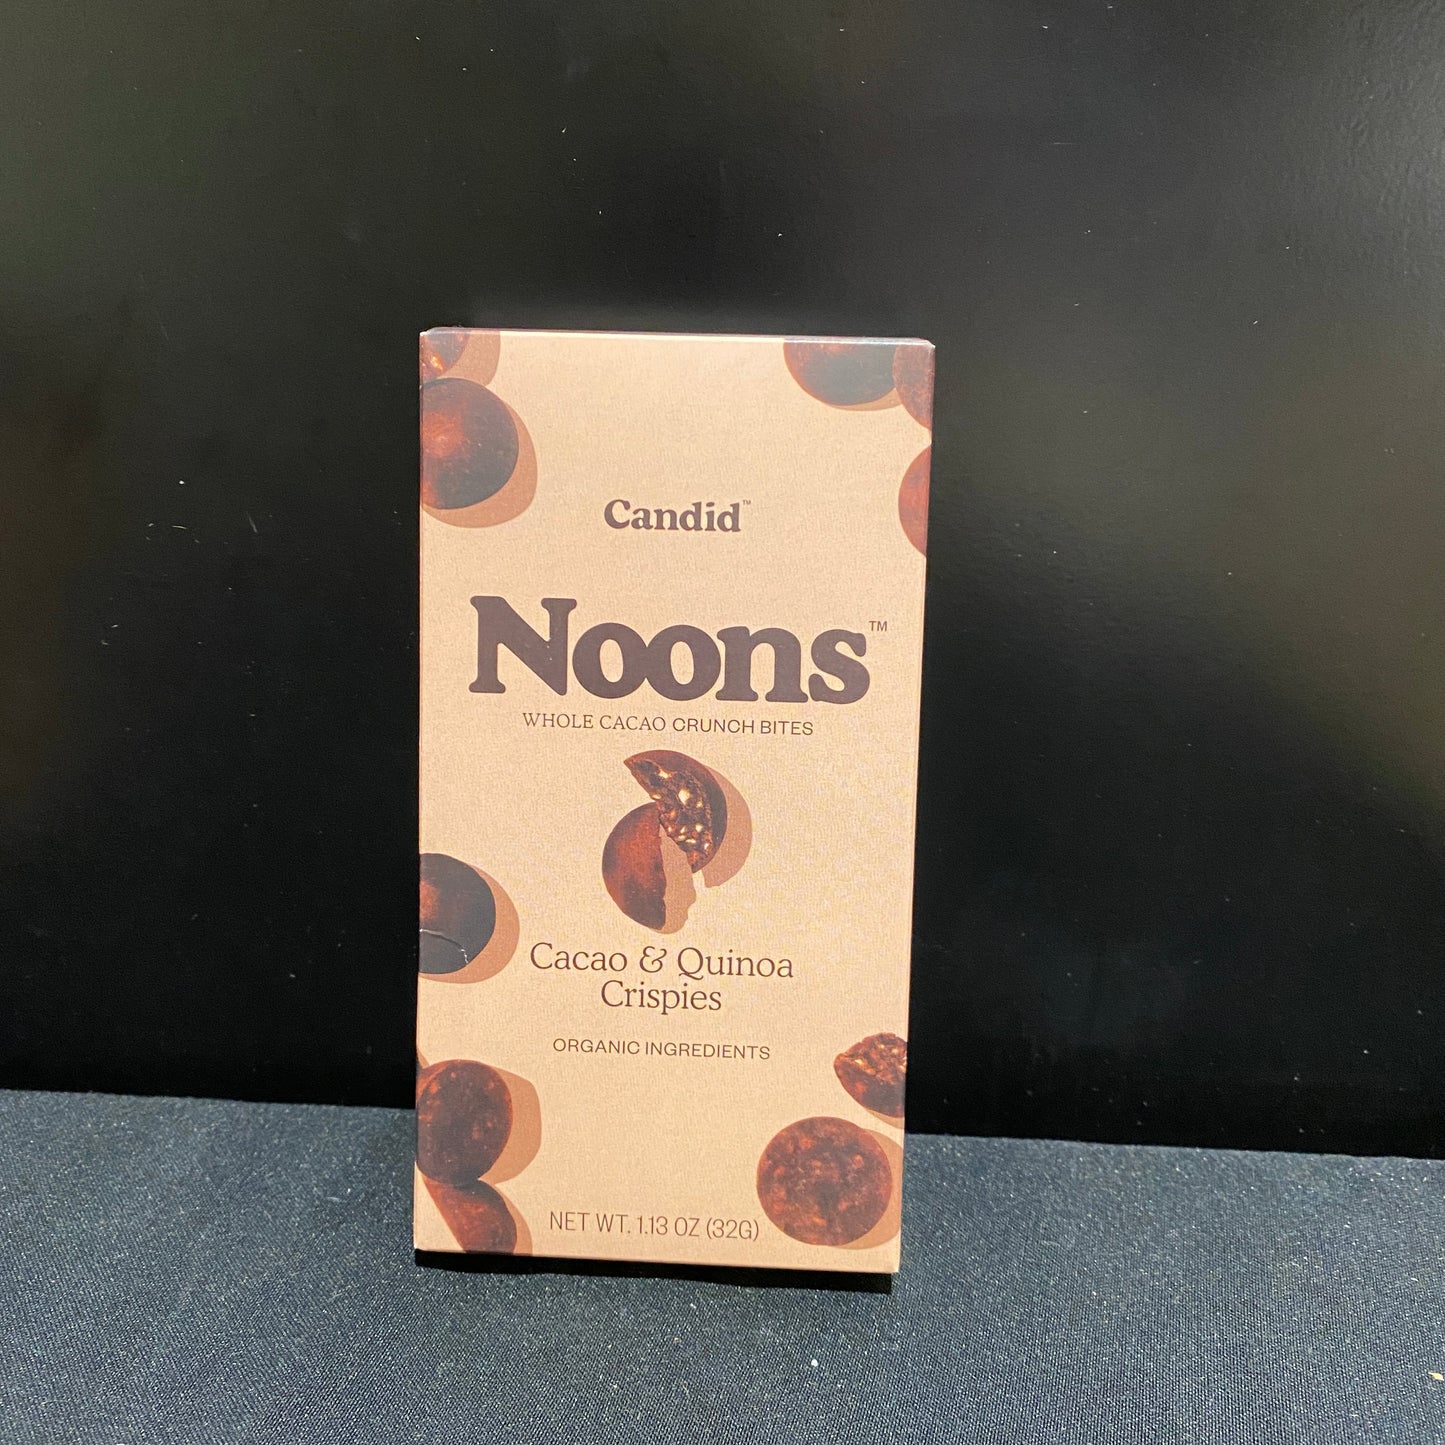 Candid™
Noons™
WHOLE CACAO CRUNCH BITES
Cacao & Quinoa
Crispies
ORGANIC INGREDIENTS
NET WT. 1.13 OZ (32G)